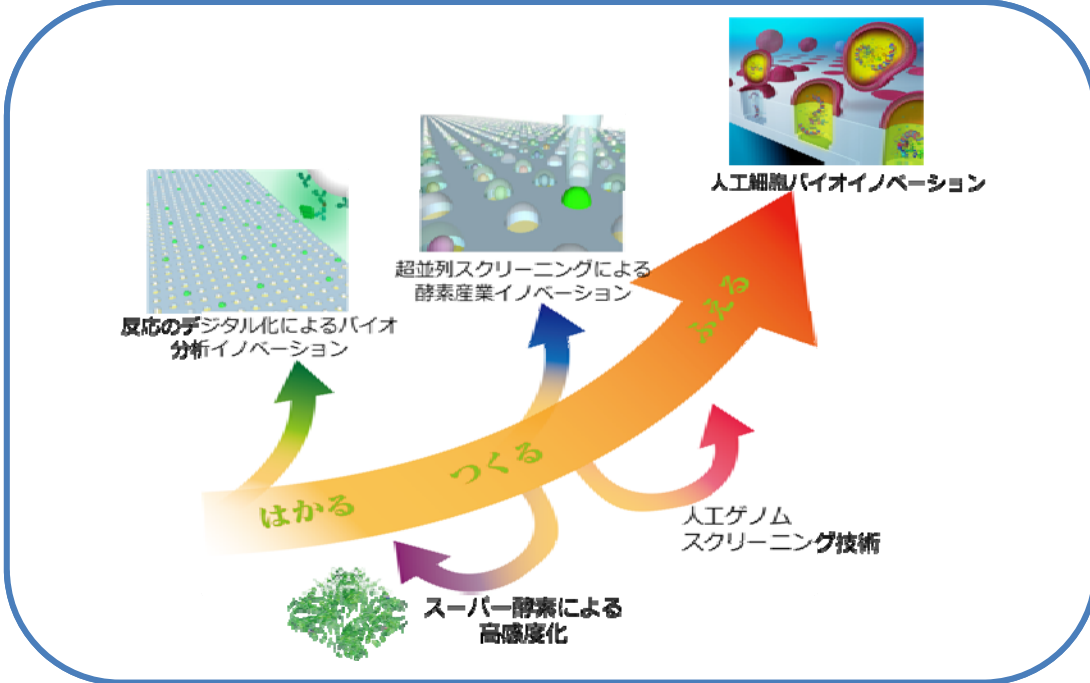 人工細胞バイオイノベーション
超並列スクリーニングによる
酵素産業イノベーション
反応のデジタル化によるバイオ
分析イノベーション
ふえる
つくる
はかる
人工ゲノム
スクリーニング技術
スーパー酵素による
高感度化